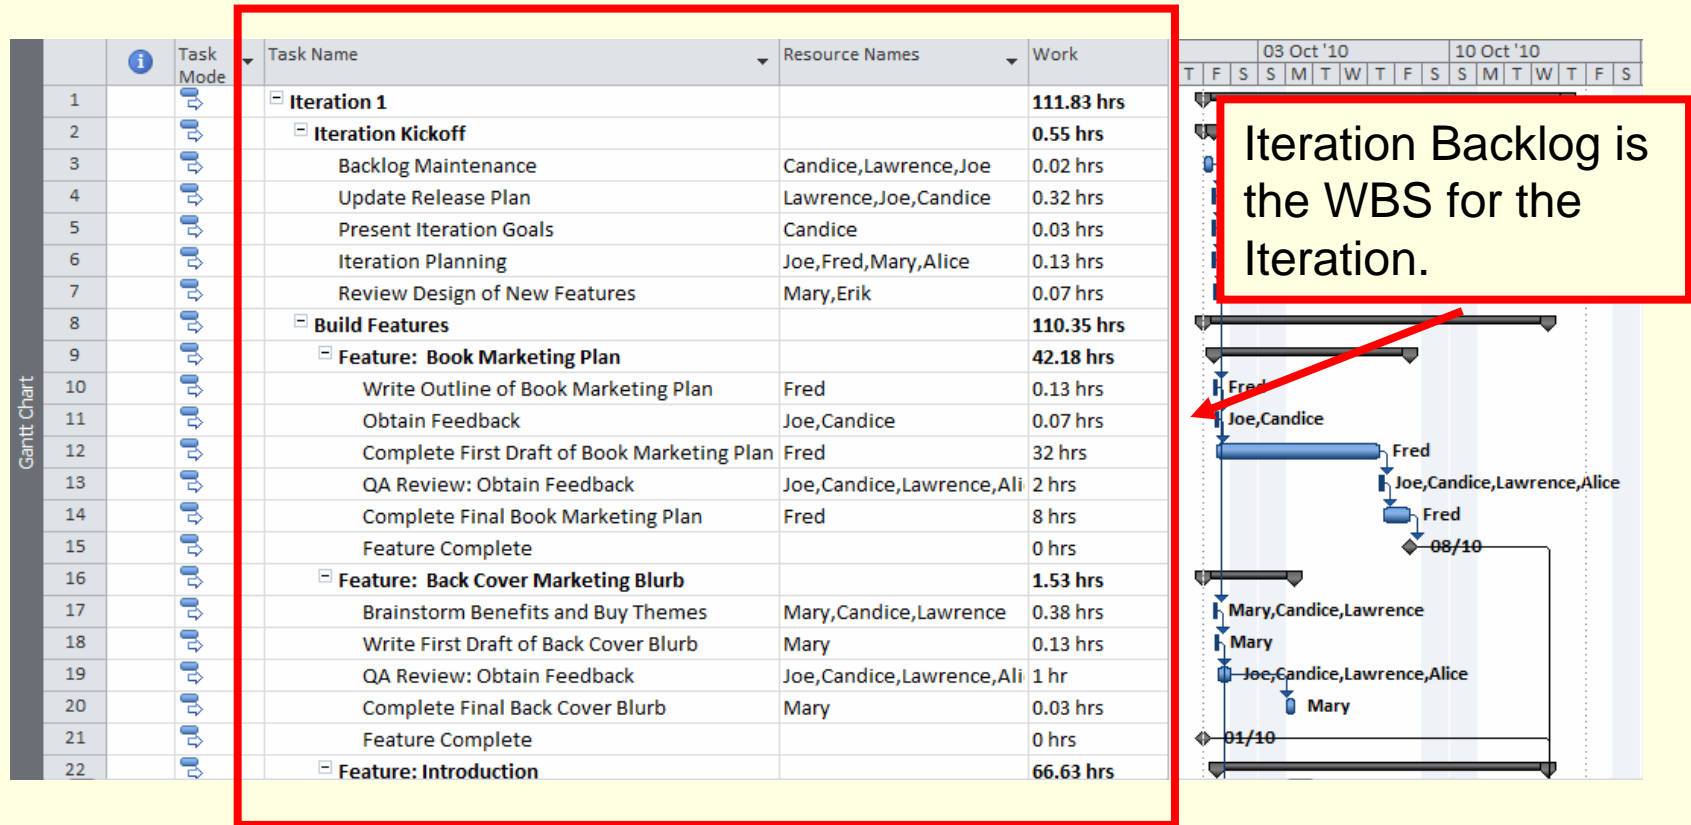 Task Mode Task Name Resource Names Work 03 Oct '10 10 Oct '10
T F S S M T W T F S S M T W T F S
1 Iteration 1 111.83 hrs
2 Iteration Kickoff 0.55 hrs
3 Backlog Maintenance Candice,Lawrence,Joe 0.02 hrs
4 Update Release Plan Lawrence,Joe,Candice 0.32 hrs
5 Present Iteration Goals Candice 0.03 hrs
6 Iteration Planning Joe,Fred,Mary,Alice 0.13 hrs
7 Review Design of New Features Mary,Erik 0.07 hrs
Iteration Backlog is
the WBS for the
Iteration.
8 Build Features 110.35 hrs
9 Feature: Book Marketing Plan 42.18 hrs
10 Write Outline of Book Marketing Plan Fred 0.13 hrs Fred
11 Obtain Feedback Joe,Candice 0.07 hrs Joe,Candice
12 Complete First Draft of Book Marketing Plan Fred 32 hrs Fred
13 QA Review: Obtain Feedback Joe,Candice,Lawrence,Ali 2 hrs Joe,Candice,Lawrence,Alice
14 Complete Final Book Marketing Plan Fred 8 hrs Fred
15 Feature Complete 0 hrs 08/10
16 Feature: Back Cover Marketing Blurb 1.53 hrs
17 Brainstorm Benefits and Buy Themes Mary,Candice,Lawrence 0.38 hrs Mary,Candice,Lawrence
18 Write First Draft of Back Cover Blurb Mary 0.13 hrs Mary
19 QA Review: Obtain Feedback Joe,Candice,Lawrence,Ali 1 hr Joe,Candice,Lawrence,Alice
20 Complete Final Back Cover Blurb Mary 0.03 hrs Mary
21 Feature Complete 0 hrs 01/10
22 Feature: Introduction 66.63 hrs
Gantt Chart